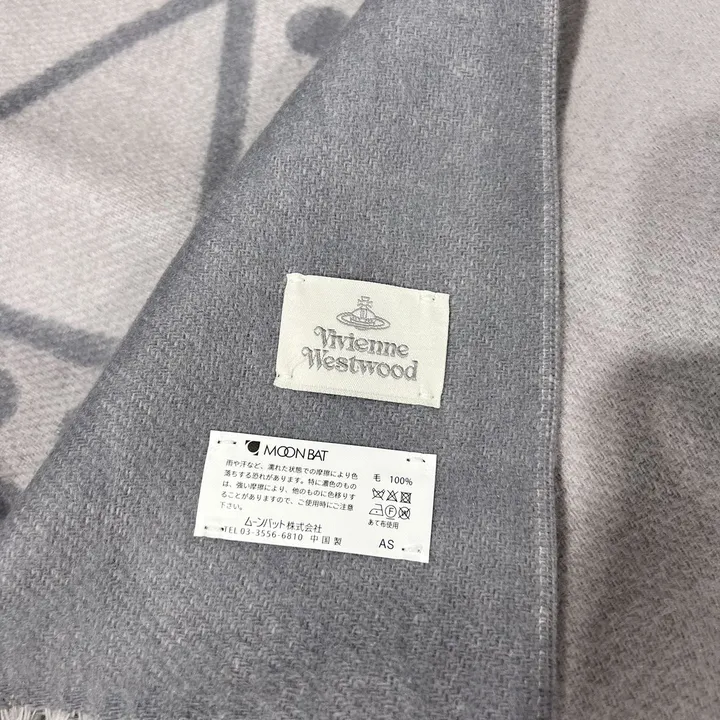 Vivienne
Westwood
MOONBAT
雨や汗など、濡れた状態での摩擦により色
落ちする恐れがあります。特に濃色のもの
は、強い摩擦により、他のものに色移りす
ることがありますので、ご使用時にご注意
下さい。
毛 100%
あて布使用
ムーンバット株式会社
TEL 03-3556-6810 中国製
AS